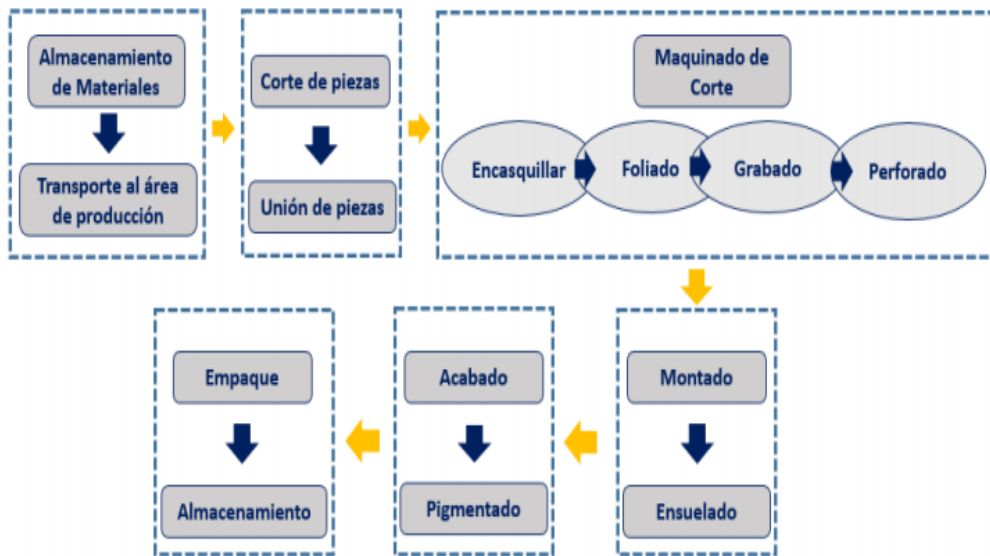 Almacenamiento
de Materiales
Transporte al área
de producción
Corte de piezas
Unión de piezas
Maquinado de
Corte
Encasquillar
Foliado
Grabado
Perforado
Montado
Ensuelado
Acabado
Pigmentado
Empaque
Almacenamiento